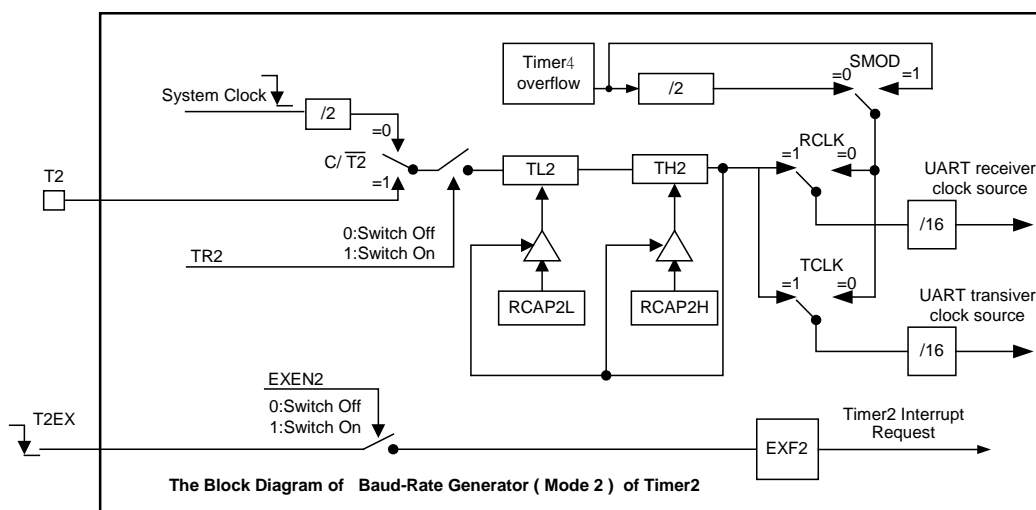 Timer4
overflow
/2
SMOD
=0
=1
System Clock
/2
=0
C/ T2
=1
T2
TL2
TH2
=1
RCLK
=0
UART receiver
clock source
/16
0:Switch Off
1:Switch On
TR2
RCAP2L
RCAP2H
=1
TCLK
=0
UART transiver
clock source
/16
EXEN2
0:Switch Off
1:Switch On
T2EX
EXF2
Timer2 Interrupt
Request
The Block Diagram of Baud-Rate Generator ( Mode 2 ) of Timer2